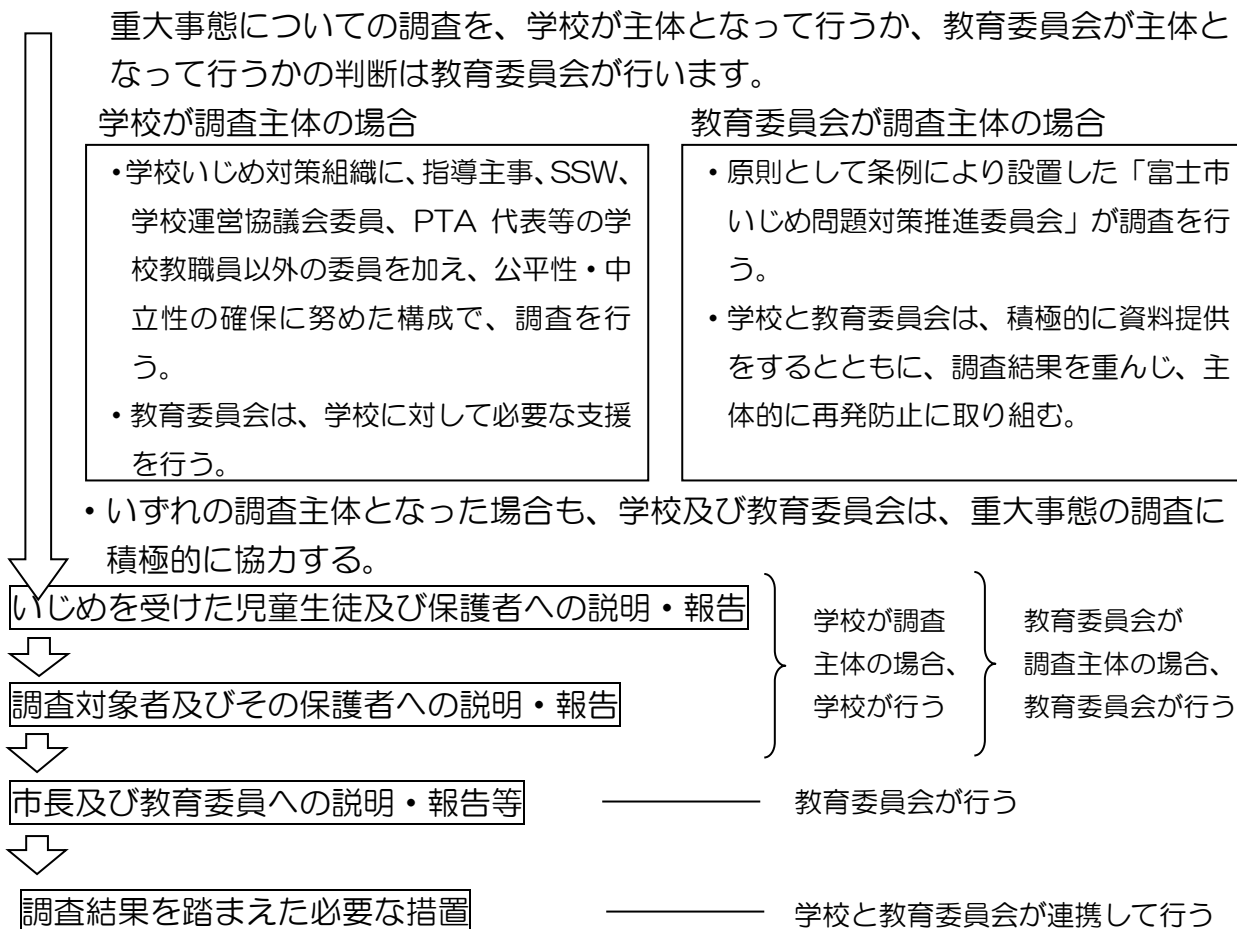 重大事態についての調査を、学校が主体となって行うか、教育委員会が主体と
なって行うかの判断は教育委員会が行います。
学校が調査主体の場合
・学校いじめ対策組織に、指導主事、SSW、
学校運営協議会委員、PTA 代表等の学
校教職員以外の委員を加え、公平性・中
立性の確保に努めた構成で、調査を行
う。
・教育委員会は、学校に対して必要な支援
を行う。
教育委員会が調査主体の場合
・原則として条例により設置した「富士市
いじめ問題対策推進委員会」が調査を行
う。
・学校と教育委員会は、積極的に資料提供
をするとともに、調査結果を重んじ、主
体的に再発防止に取り組む。
・いずれの調査主体となった場合も、学校及び教育委員会は、重大事態の調査に
積極的に協力する。
いじめを受けた児童生徒及び保護者への説明・報告
調査対象者及びその保護者への説明・報告
学校が調査
主体の場合、
学校が行う
教育委員会が
調査主体の場合、
教育委員会が行う
市長及び教育委員への説明・報告等
教育委員会が行う
調査結果を踏まえた必要な措置
学校と教育委員会が連携して行う